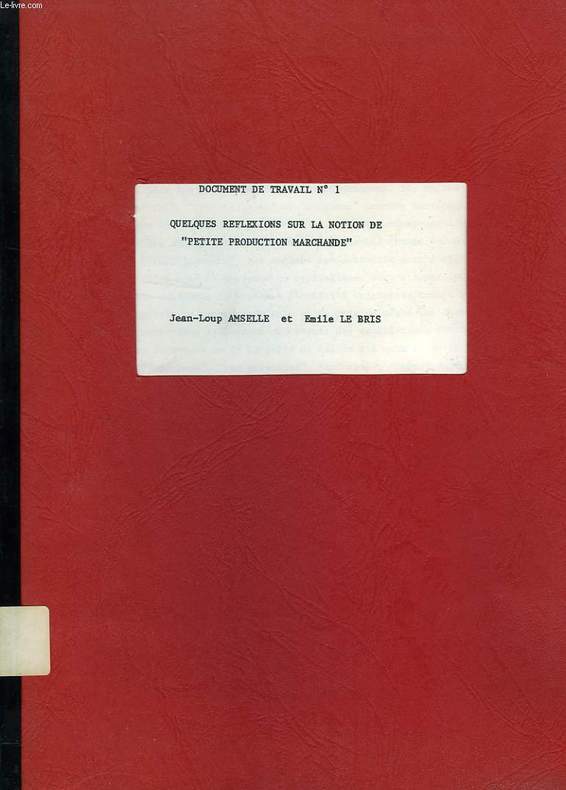 Le-livre.com
DOCUMENT DE TRAVAIL N° 1
QUELQUES REFLEXIONS SUR LA NOTION DE
"PETITE PRODUCTION MARCHANDE"
Jean-Loup AMSELLE et Emile LE BRIS